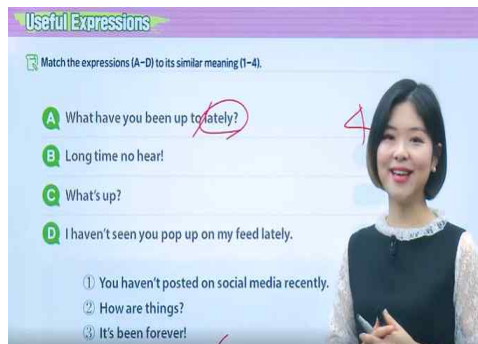 Useful Expressions
Match the expressions (A-D) to its similar meaning (1-4).
A What have you been up to lately?
4
B Long time no hear!
C What's up?
D I haven't seen you pop up on my feed lately.
① You haven't posted on social media recently.
② How are things?
③ It's been forever!